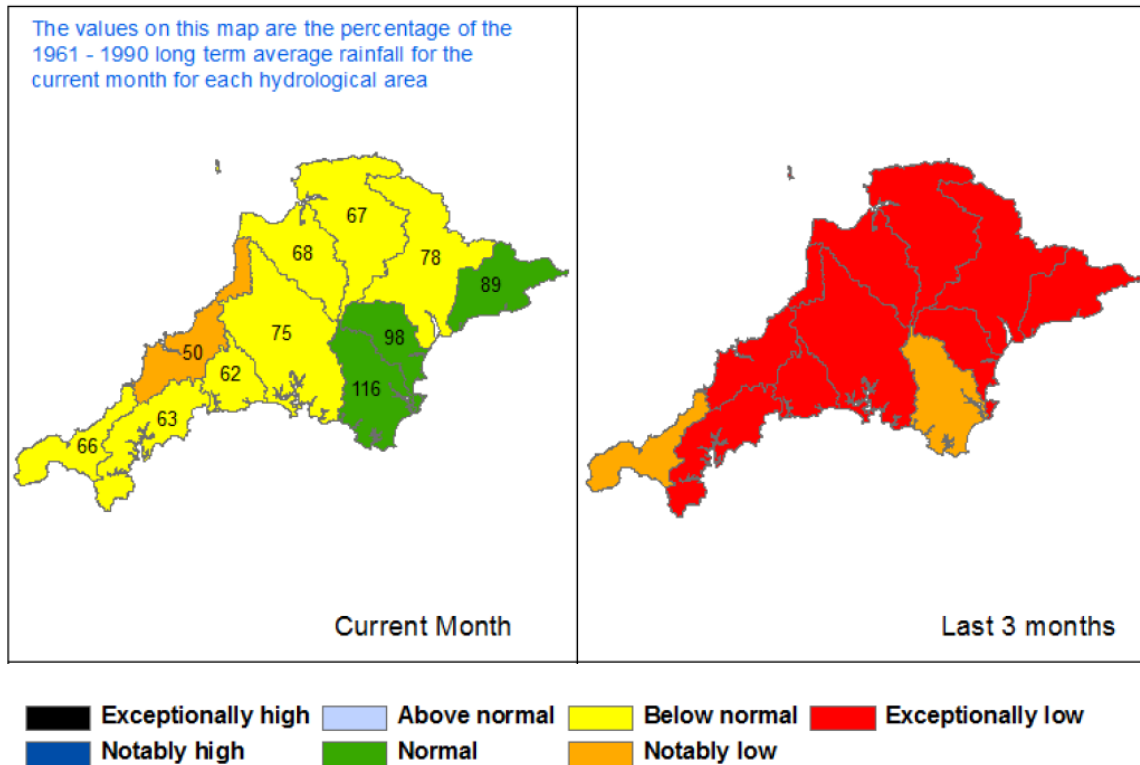 The values on this map are the percentage of the
1961 - 1990 long term average rainfall for the
current month for each hydrological area
67
68
78
89
75
98
50
62
116
63
66
Current Month
Last 3 months
Exceptionally high
Above normal
Below normal
Exceptionally low
Notably high
Normal
Notably low